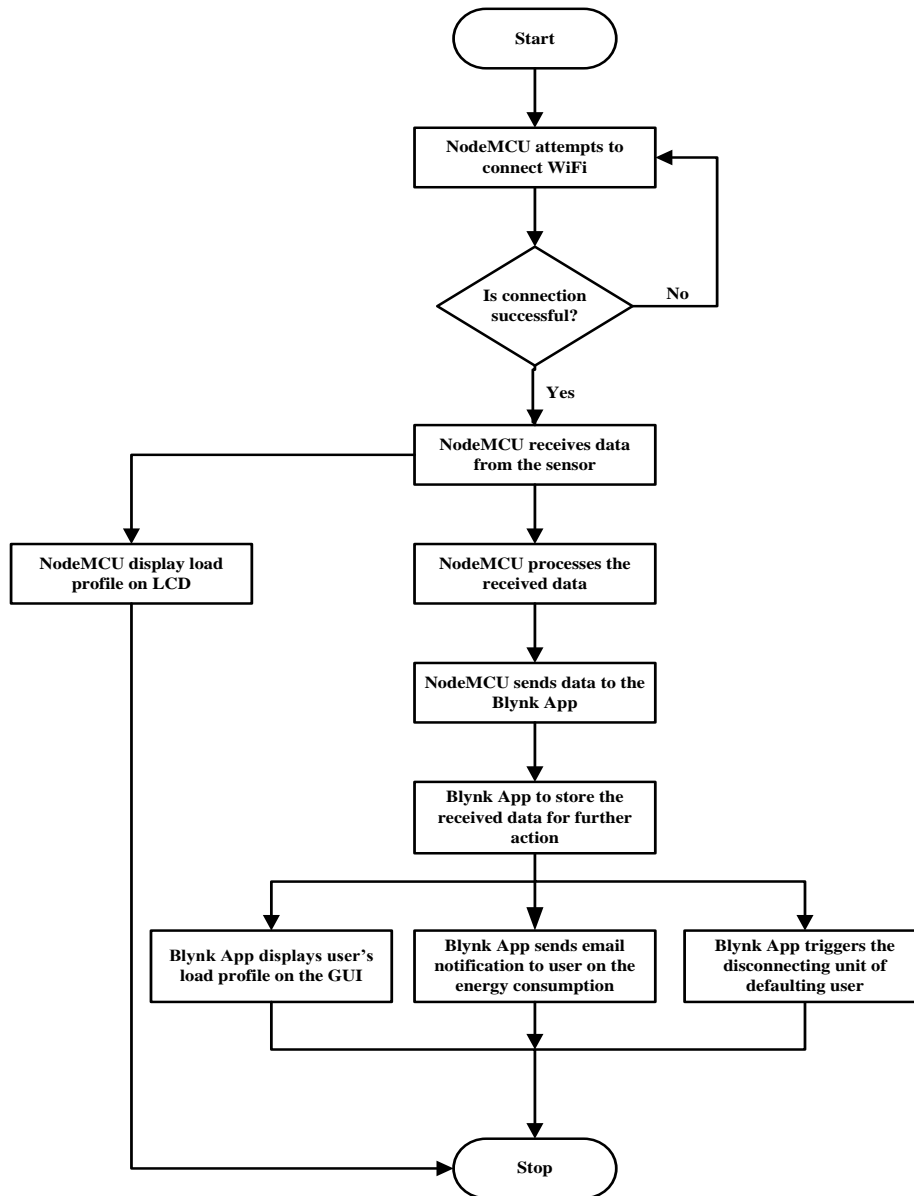 Start
NodeMCU attempts to
connect WiFi
Is connection
successful?
No
Yes
NodeMCU receives data
from the sensor
NodeMCU display load
profile on LCD
NodeMCU processes the
received data
NodeMCU sends data to the
Blynk App
Blynk App to store the
received data for further
action
Blynk App displays user's
load profile on the GUI
Blynk App sends email
notification to user on the
energy consumption
Blynk App triggers the
disconnecting unit of
defaulting user
Stop